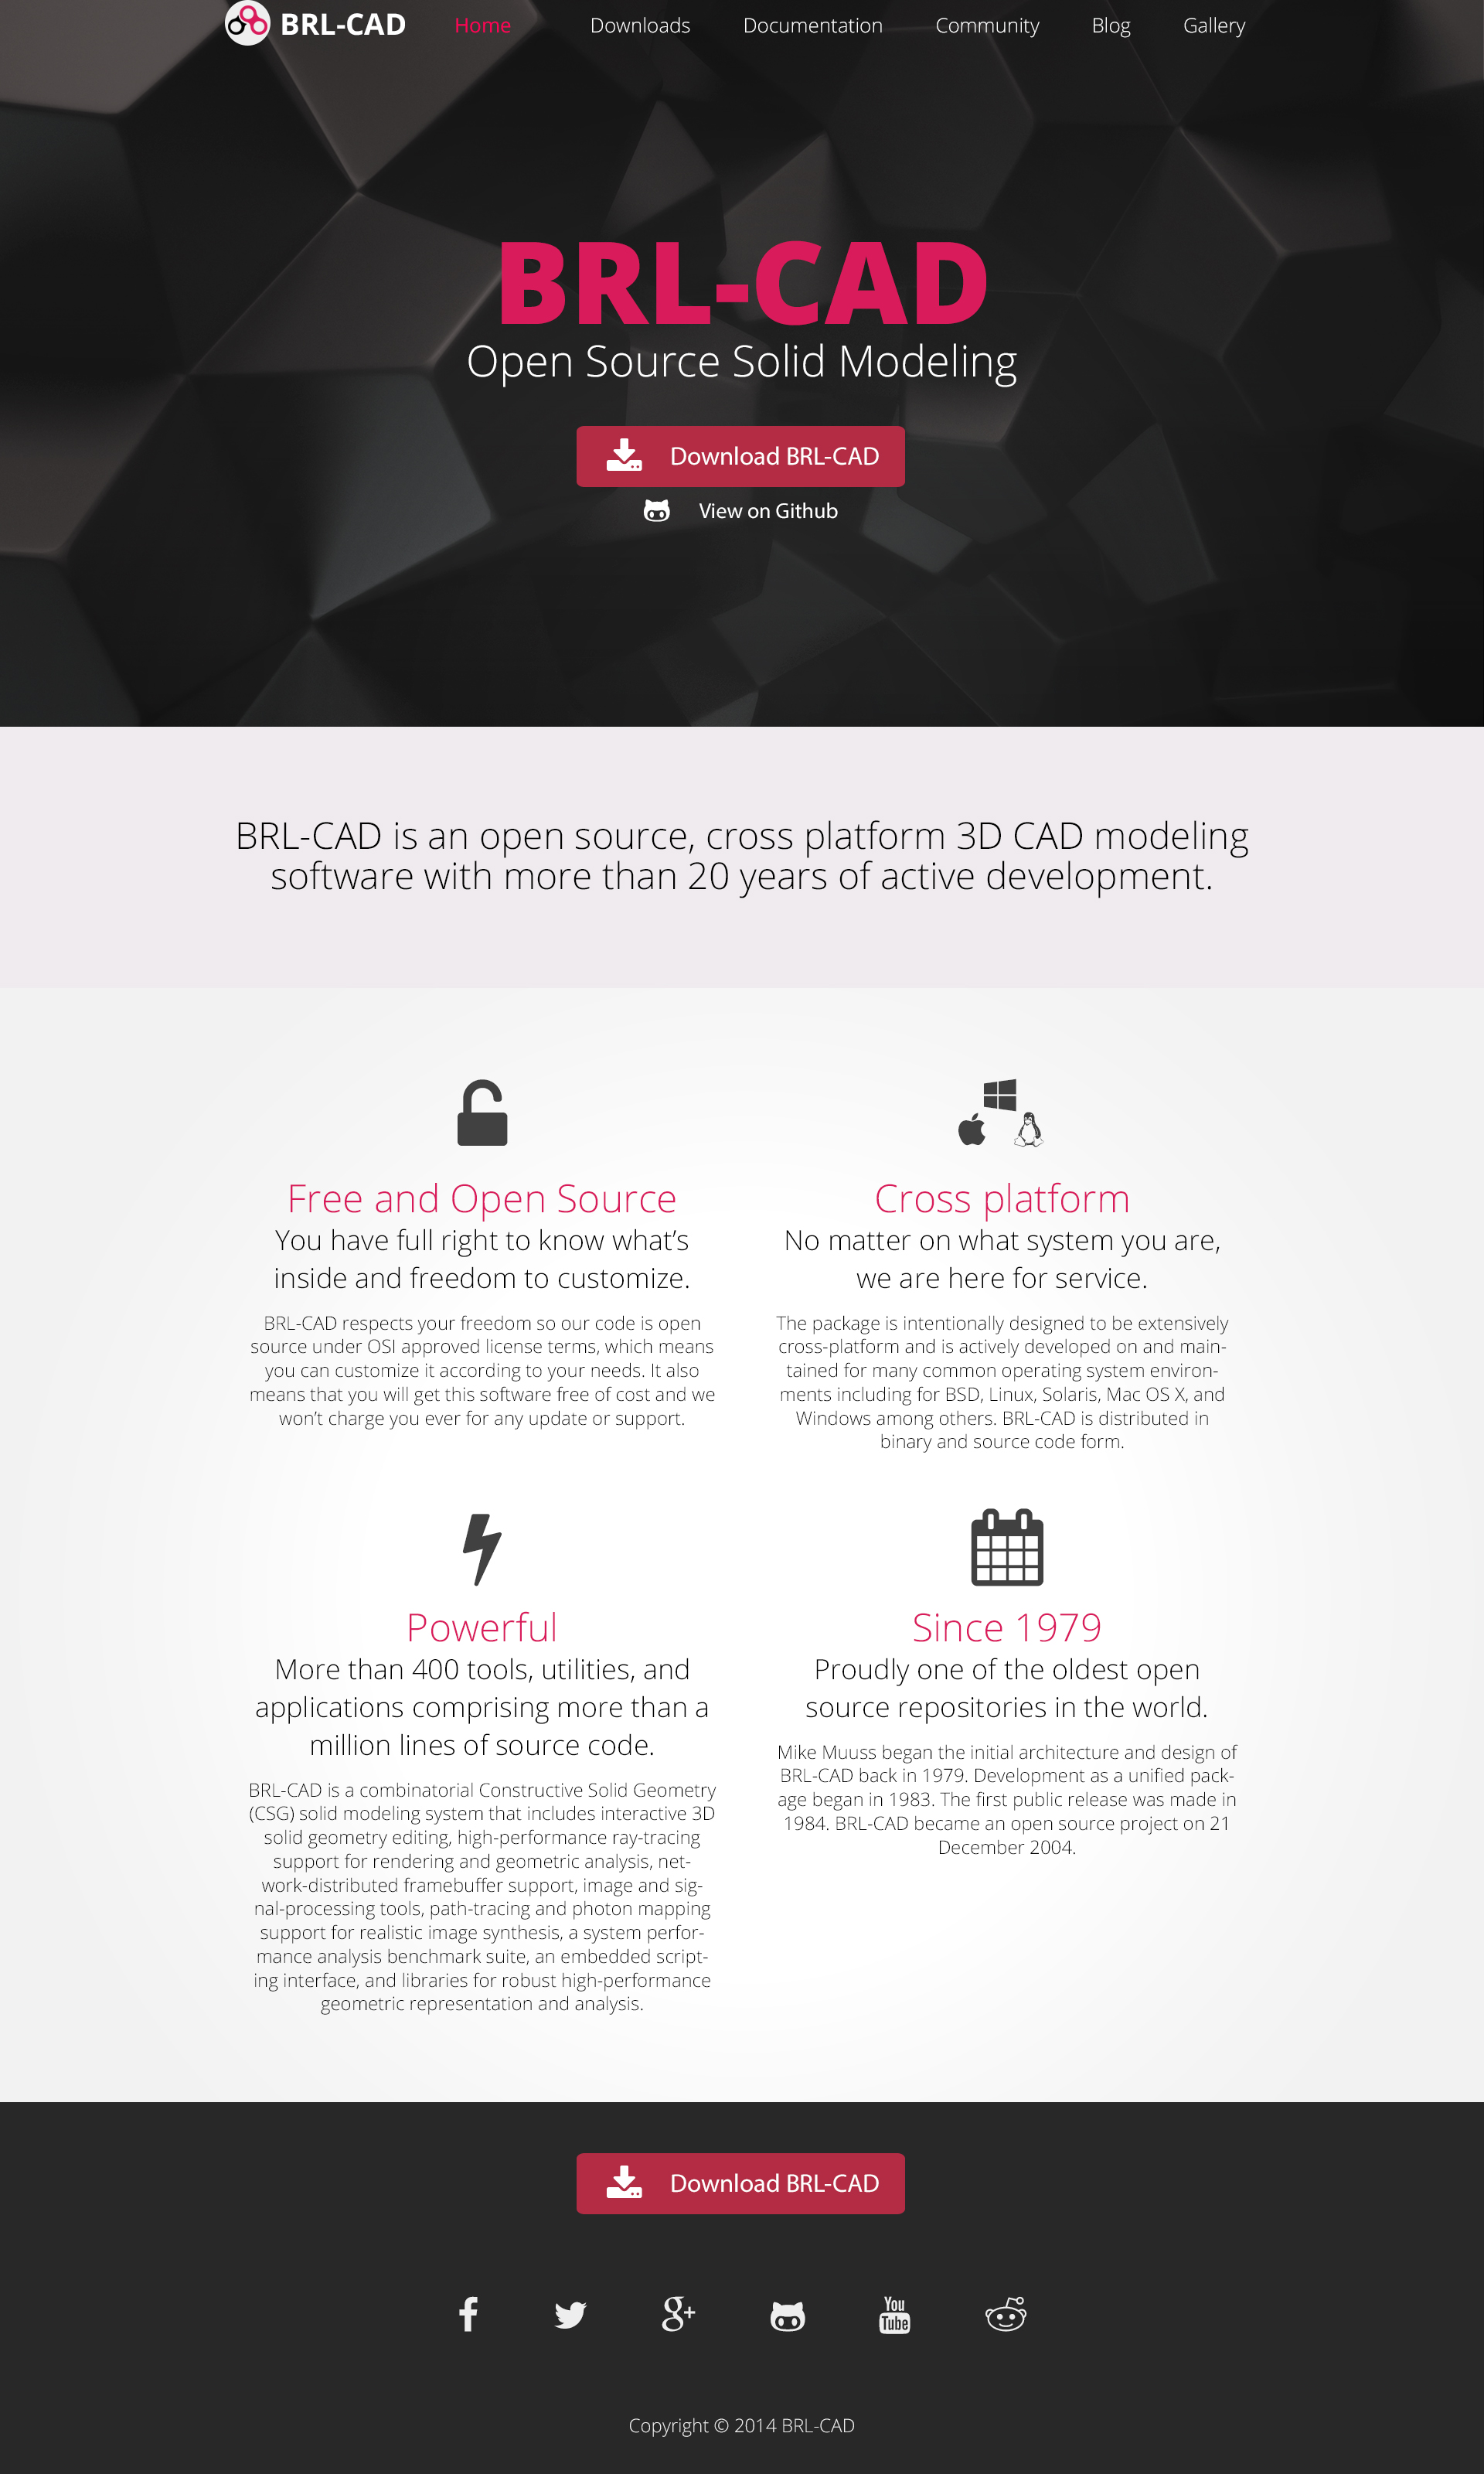 BRL-CAD Home Downloads Documentation Community Blog Gallery
BRL-CAD
Open Source Solid Modeling
Download BRL-CAD
View on Github
BRL-CAD is an open source, cross platform 3D CAD modeling
software with more than 20 years of active development.
Free and Open Source
You have full right to know what’s
inside and freedom to customize.
BRL-CAD respects your freedom so our code is open
source under OSI approved license terms, which means
you can customize it according to your needs. It also
means that you will get this software free of cost and we
won’t charge you ever for any update or support.
Cross platform
No matter on what system you are,
we are here for service.
The package is intentionally designed to be extensively
cross-platform and is actively developed on and main-
tained for many common operating system environ-
ments including for BSD, Linux, Solaris, Mac OS X, and
Windows among others. BRL-CAD is distributed in
binary and source code form.
Powerful
More than 400 tools, utilities, and
applications comprising more than a
million lines of source code.
BRL-CAD is a combinatorial Constructive Solid Geometry
(CSG) solid modeling system that includes interactive 3D
solid geometry editing, high-performance ray-tracing
support for rendering and geometric analysis, net-
work-distributed framebuffer support, image and sig-
nal-processing tools, path-tracing and photon mapping
support for realistic image synthesis, a system perfor-
mance analysis benchmark suite, an embedded script-
ing interface, and libraries for robust high-performance
geometric representation and analysis.
Since 1979
Proudly one of the oldest open
source repositories in the world.
Mike Muuss began the initial architecture and design of
BRL-CAD back in 1979. Development as a unified pack-
age began in 1983. The first public release was made in
1984. BRL-CAD became an open source project on 21
December 2004.
Download BRL-CAD
You
Tube
Copyright © 2014 BRL-CAD